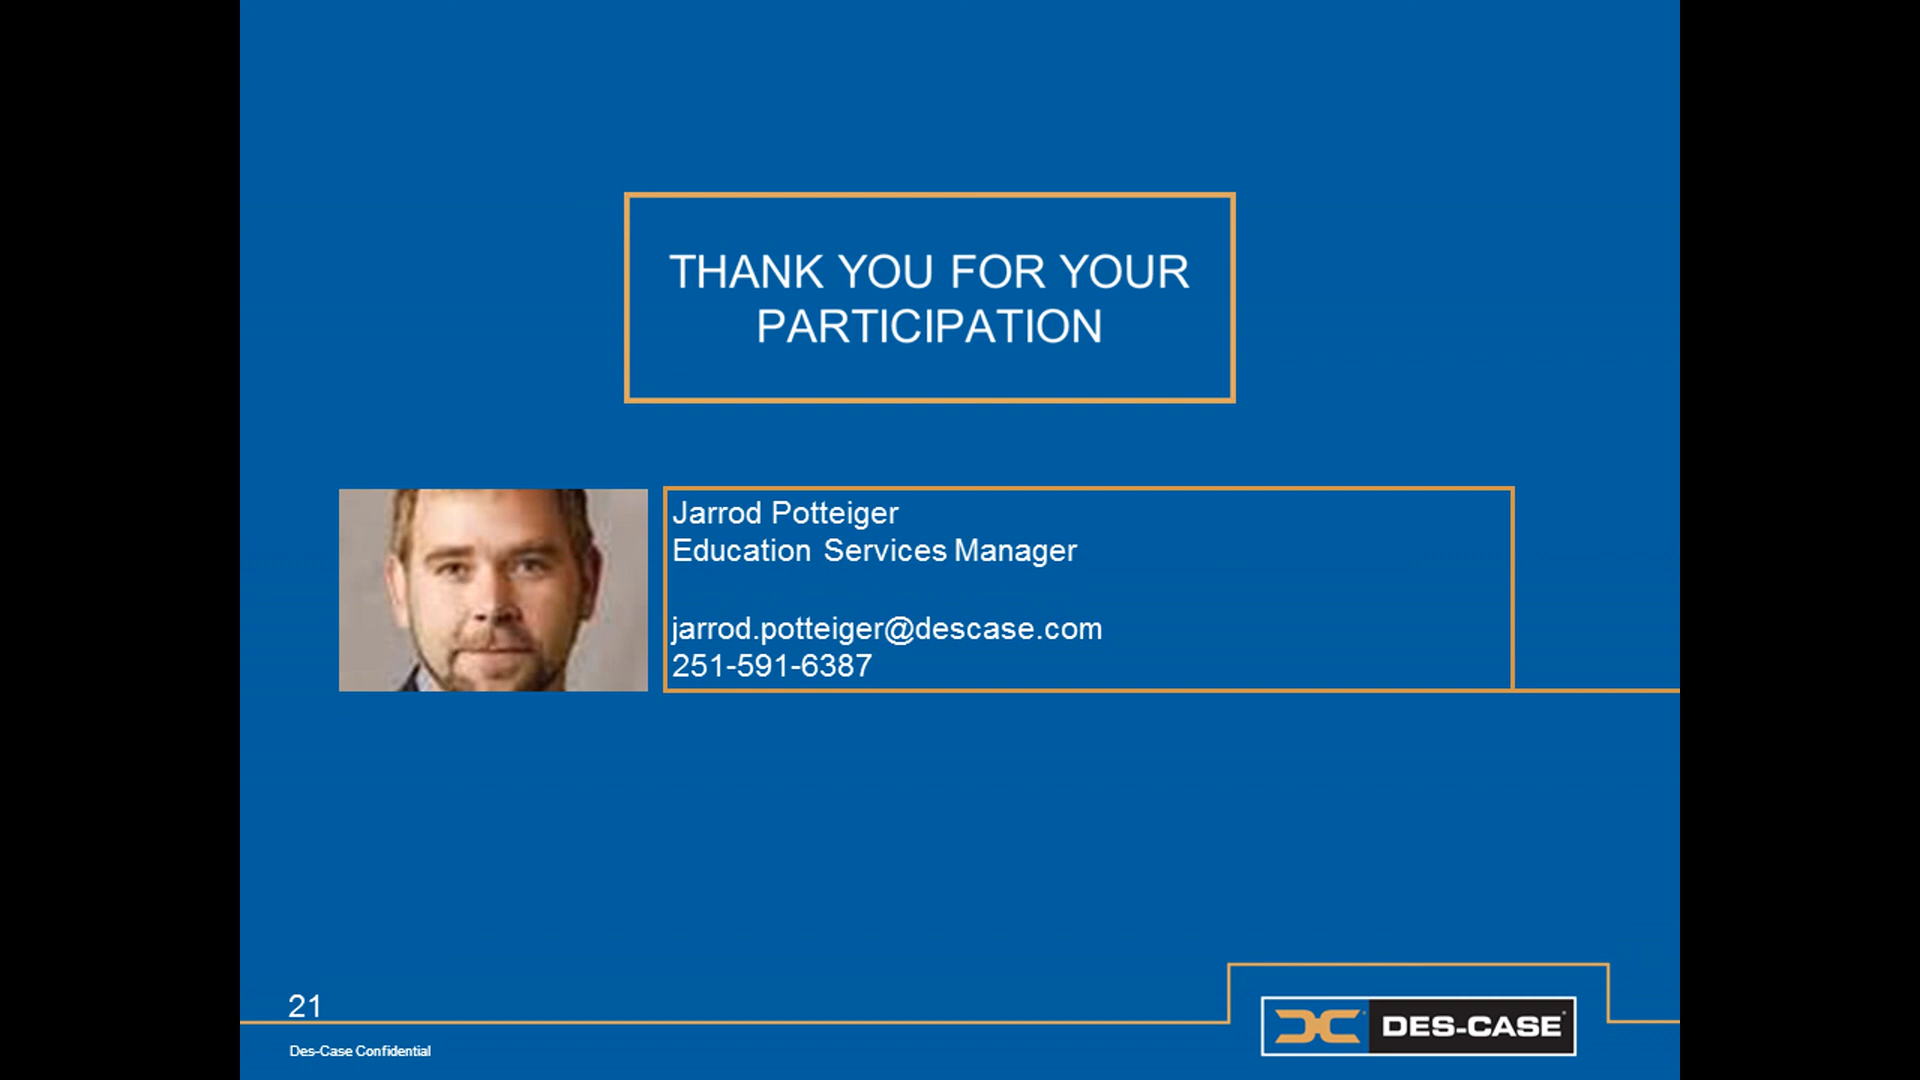 THANK YOU FOR YOUR
PARTICIPATION
Jarrod Potteiger
Education Services Manager
jarrod.potteiger@descase.com
251-591-6387
21
Des-Case Confidential
DES-CASE